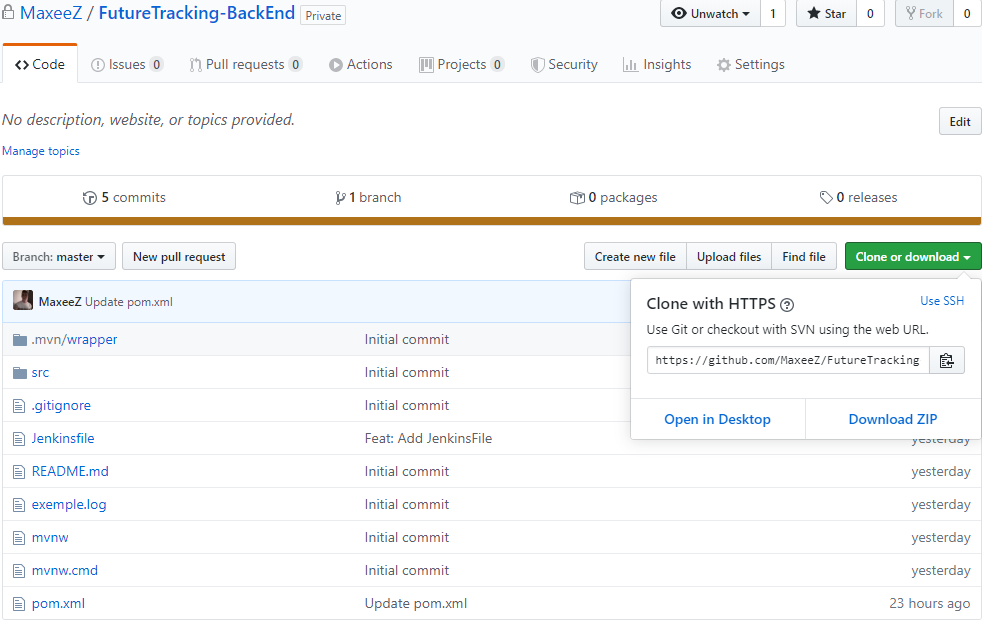 MaxeeZ / FutureTracking-BackEnd Private Unwatch 1 Star 0 Fork 0
Code Issues 0 Pull requests 0 Actions Projects 0 Security Insights Settings
No description, website, or topics provided. Edit
Manage topics
5 commits 1 branch 0 packages 0 releases
Branch: master New pull request Create new file Upload files Find file Clone or download
MaxeeZ Update pom.xml
Clone with HTTPS ? Use SSH
Use Git or checkout with SVN using the web URL.
https://github.com/MaxeeZ/FutureTracking
Open in Desktop Download ZIP
.mvn/wrapper Initial commit
src Initial commit
.gitignore Initial commit
Jenkinsfile Feat: Add JenkinsFile yesterday
README.md Initial commit yesterday
exemple.log Initial commit yesterday
mvnw Initial commit yesterday
mvnw.cmd Initial commit yesterday
pom.xml Update pom.xml 23 hours ago